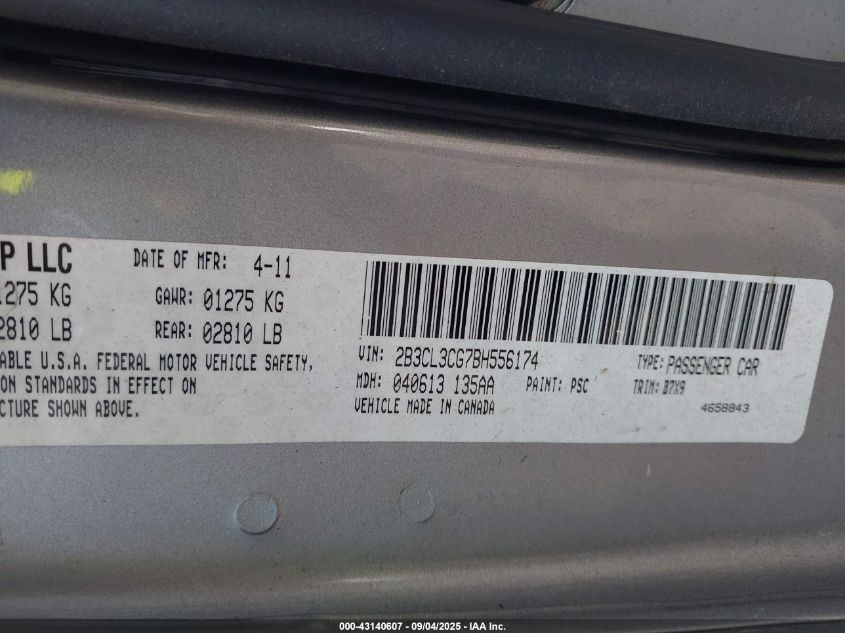 P LLC DATE OF MFR: 4-11
1275 KG GAWR: 01275 KG
2810 LB REAR: 02810 LB
ABLE U.S.A. FEDERAL MOTOR VEHICLE SAFETY,
ON STANDARDS IN EFFECT ON
CTURE SHOWN ABOVE.
VIN: 2B3CL3CG7BH556174 TYPE: PASSENGER CAR
MDH: 040613 135AA PAINT: PSC TRIM: B7X9
VEHICLE MADE IN CANADA 4658843
000-43140607 - 09/04/2025 - IAA Inc.